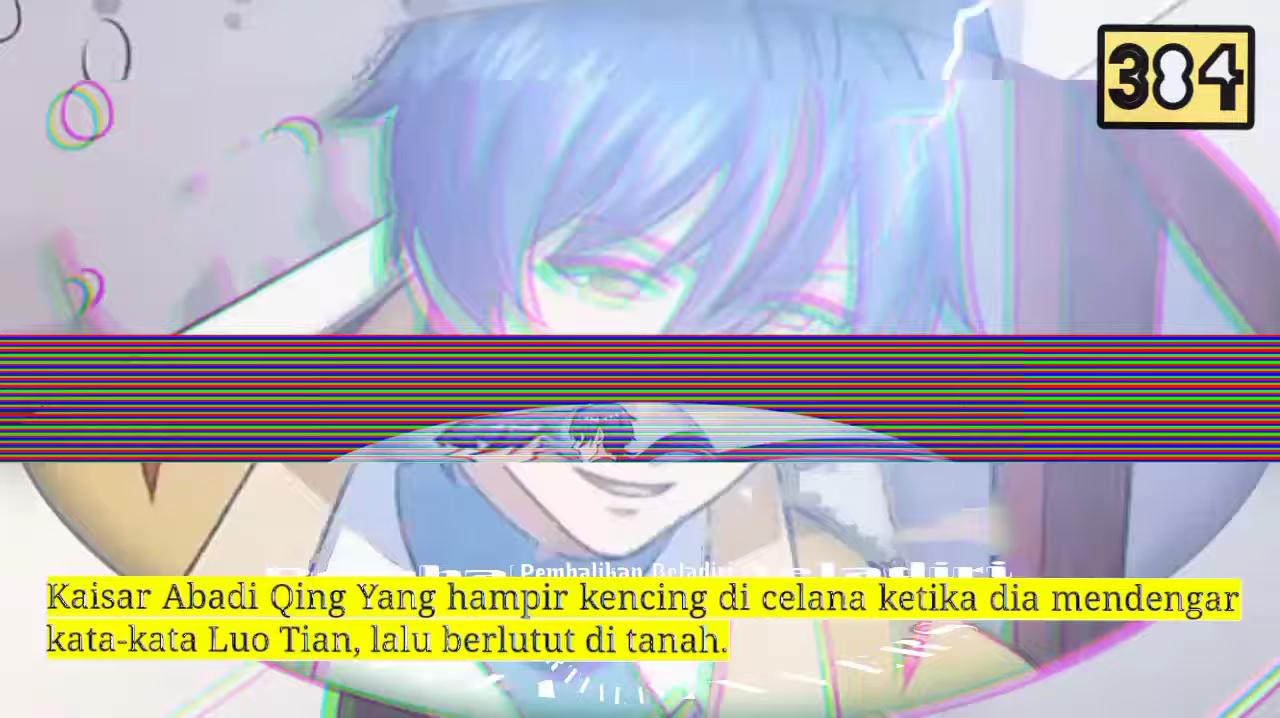 384
Pembalikan Beladiri
Kaisar Abadi Qing Yang hampir kencing di celana ketika dia mendengar
kata-kata Luo Tian, lalu berlutut di tanah.